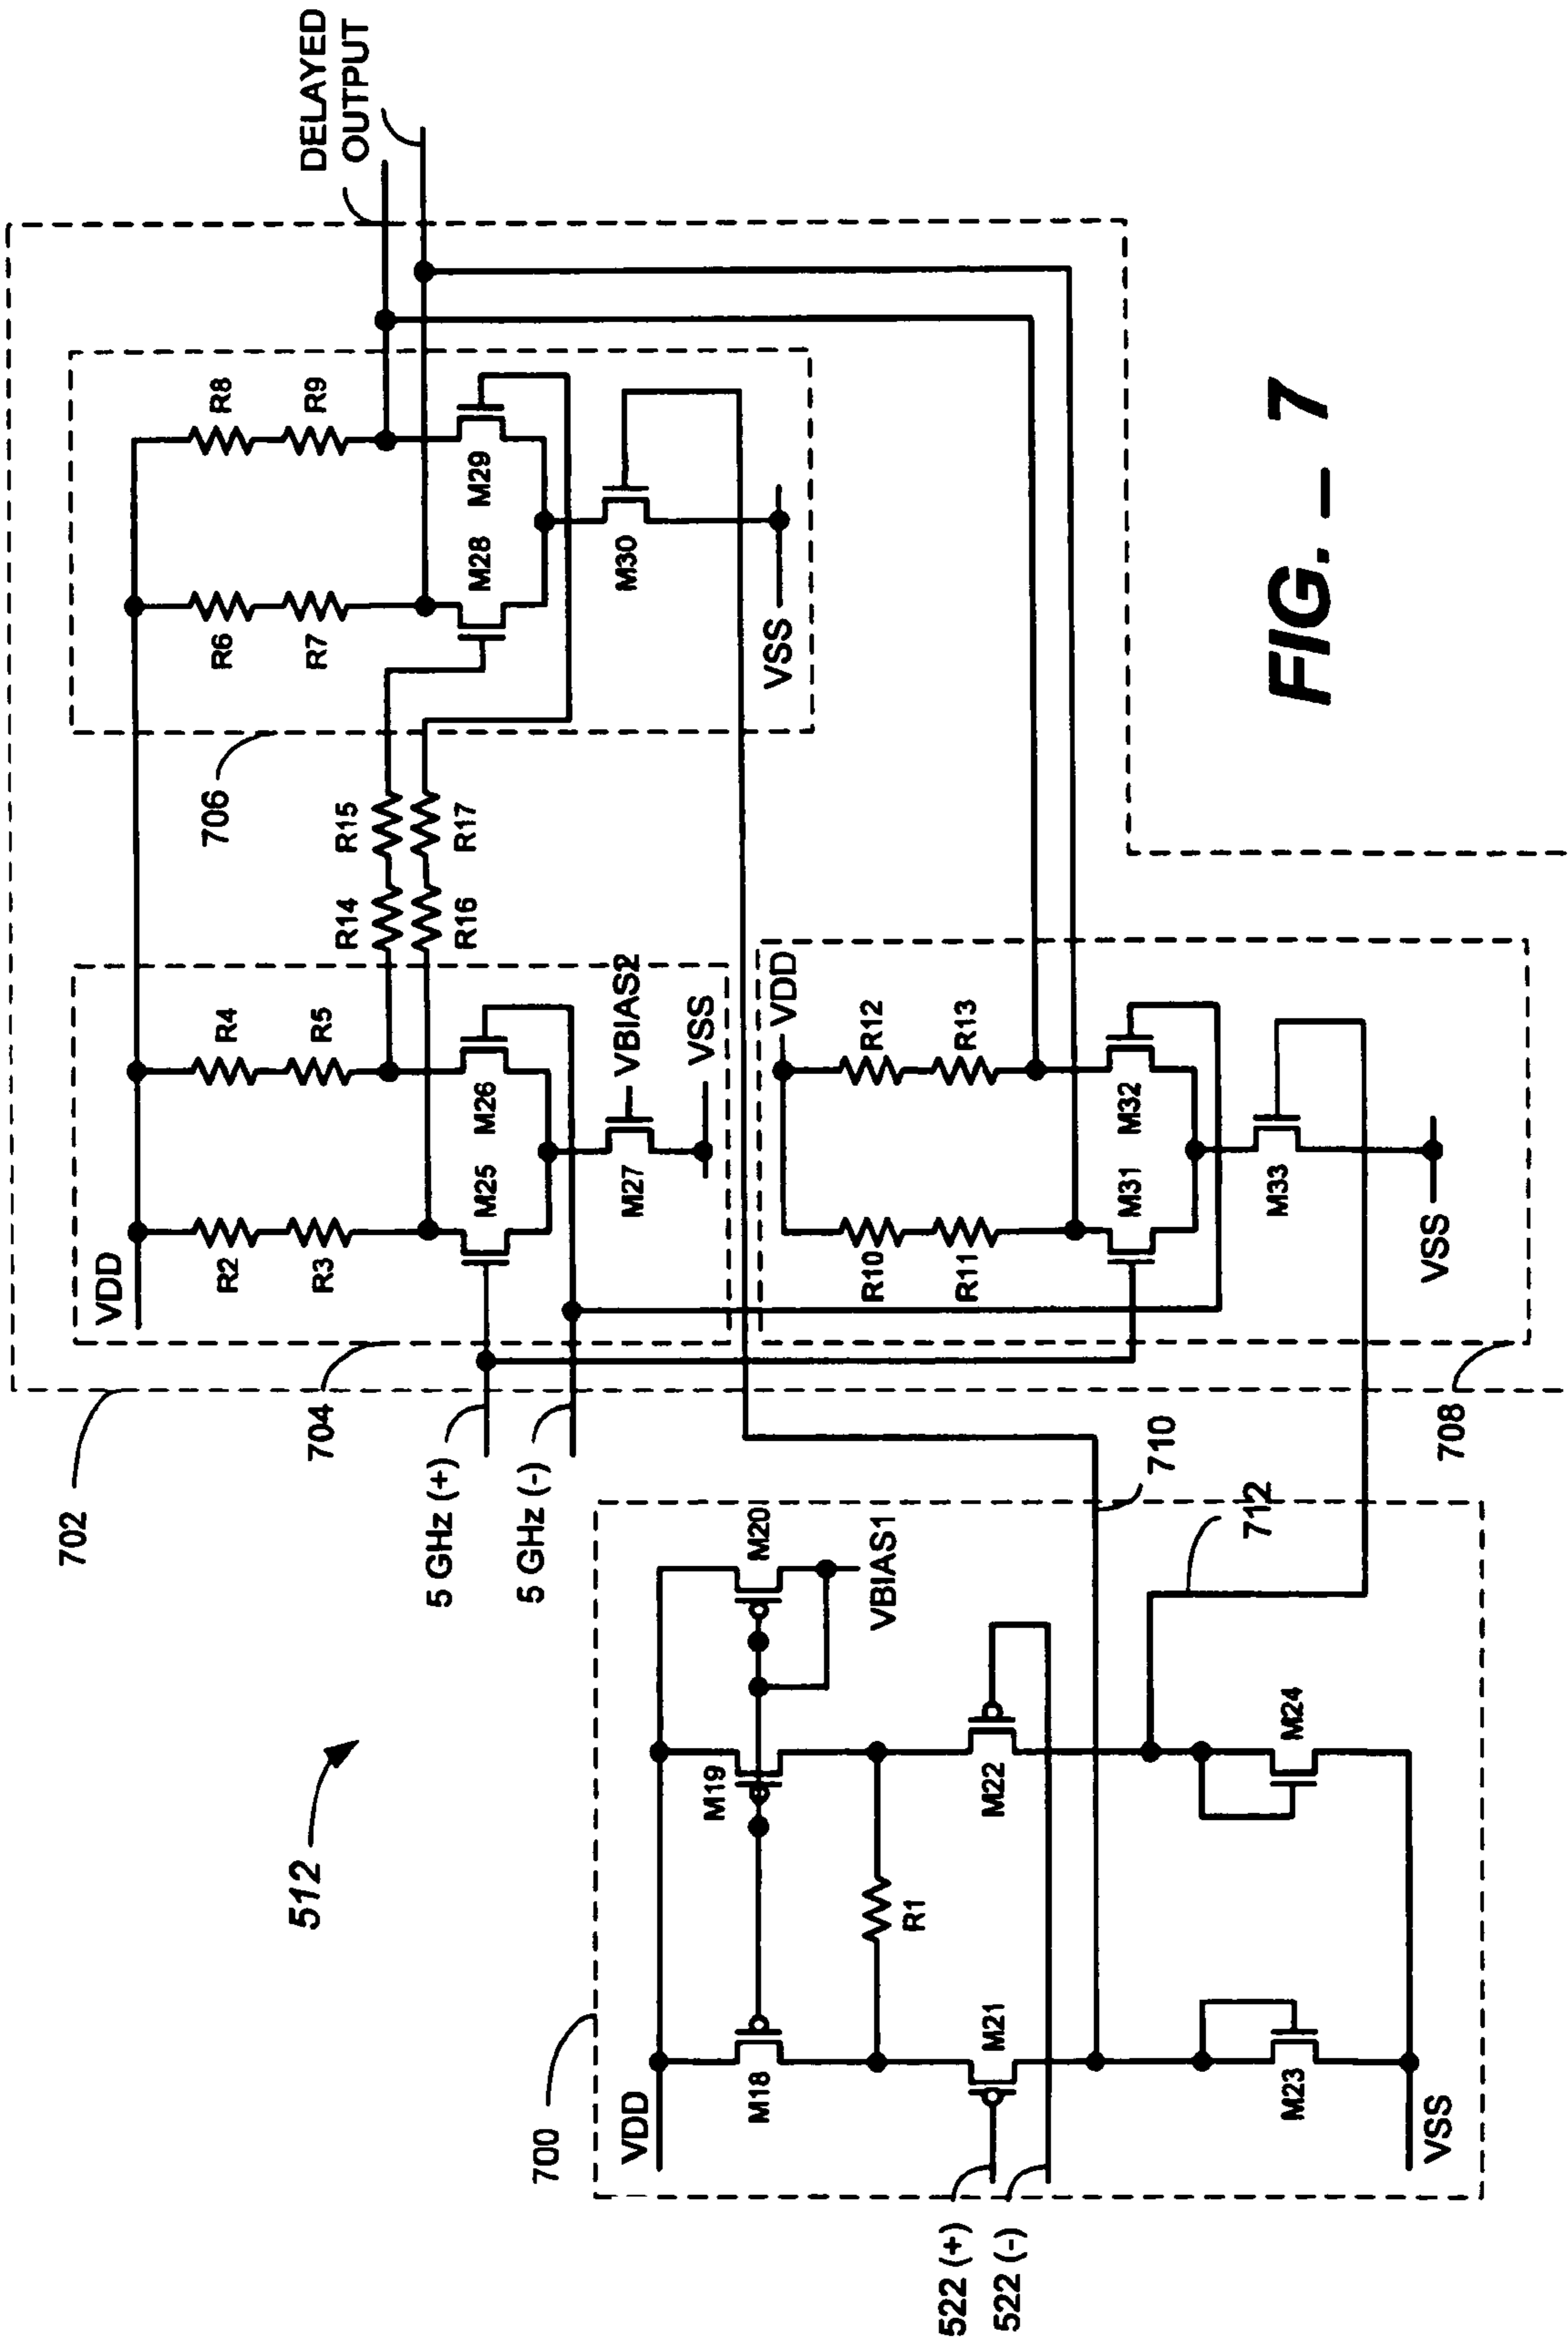 DELAYED
OUTPUT
702
704
706
VDD
R2
R3
R4
R5
M25
M26
M27
VBIAS2
VSS
R14
R15
R16
R17
R6
R7
R8
R9
M28
M29
M30
VSS
5 GHz (+)
5 GHz (-)
VDD
R10
R11
R12
R13
M31
M32
M33
VSS
708
710
712
512
700
VDD
M18
M19
M20
VBIAS1
R1
M21
M22
522 (+)
522 (-)
M23
M24
VSS
FIG. – 7